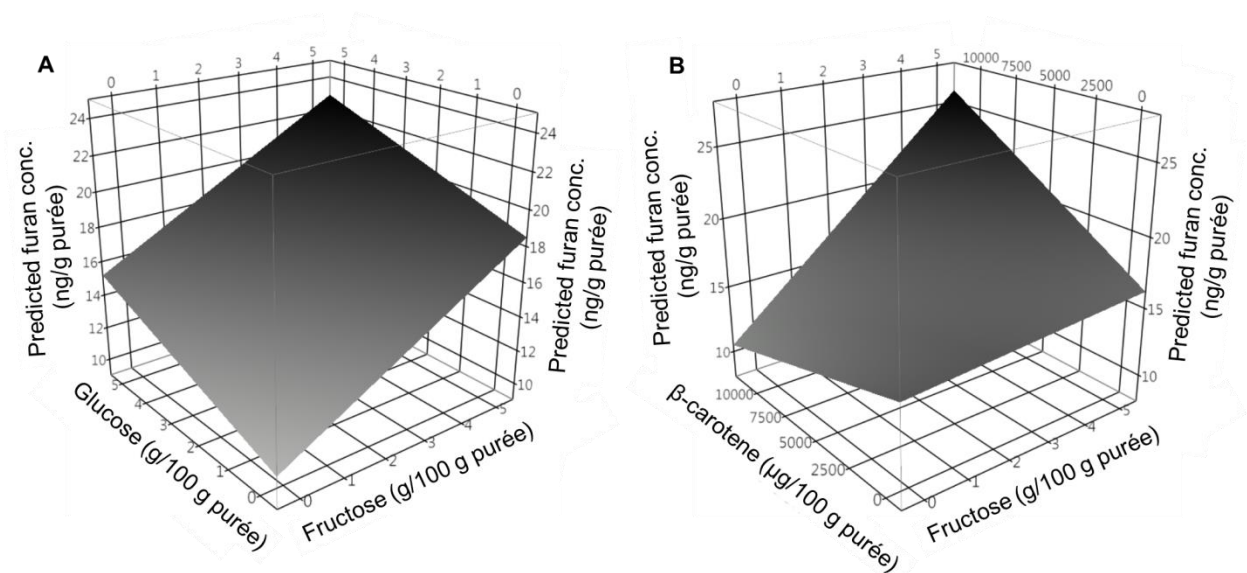 A
0 1 2 3 4 5
5 4 3 2 1 0
24
22
20
18
16
14
12
10
Predicted furan conc.
(ng/g purée)
24
22
20
18
16
14
12
10
Predicted furan conc.
(ng/g purée)
5 4 3 2 1 0
Glucose (g/100 g purée)
0 1 2 3 4 5
Fructose (g/100 g purée)
B
0 1 2 3 4 5
10000 7500 5000 2500 0
25
20
15
10
Predicted furan conc.
(ng/g purée)
25
20
15
10
Predicted furan conc.
(ng/g purée)
10000 7500 5000 2500 0
β-carotene (µg/100 g purée)
0 1 2 3 4 5
Fructose (g/100 g purée)